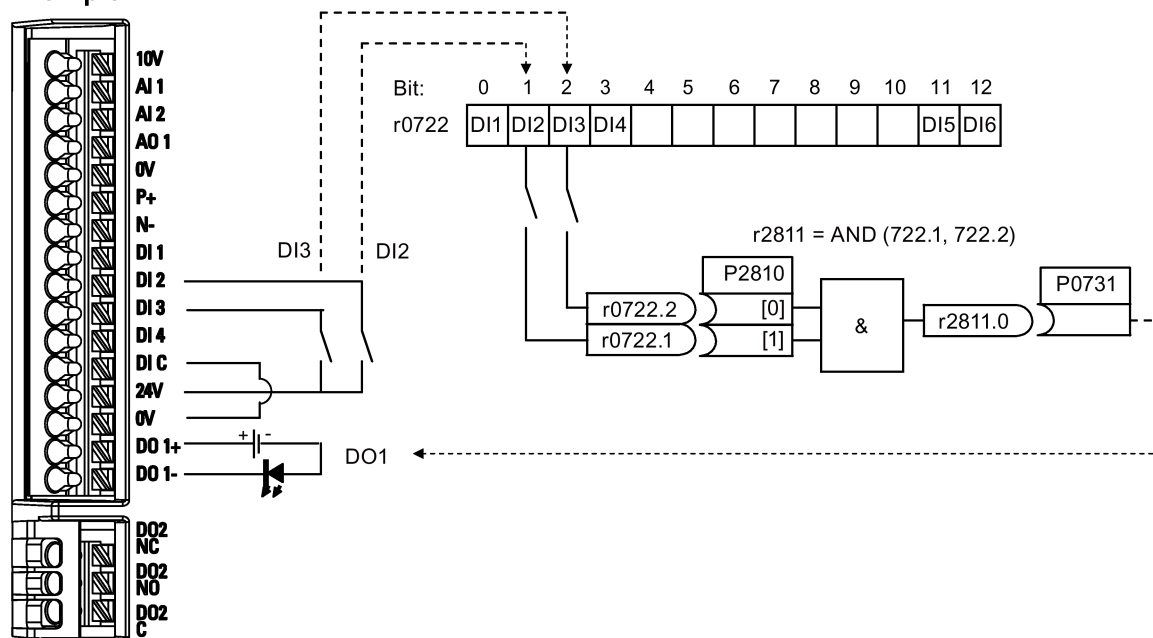 10V
AI 1
AI 2
AO 1
0V
P+
N-
DI 1
DI 2
DI 3
DI 4
DI C
24V
0V
DO 1+
DO 1-
DO2
NC
DO2
NO
DO2
C
DI3
DI2
+ -
DO1
Bit: 0 1 2 3 4 5 6 7 8 9 10 11 12
r0722 DI1 DI2 DI3 DI4 DI5 DI6
r2811 = AND (722.1, 722.2)
P2810
r0722.2 [0]
r0722.1 [1]
&
r2811.0
P0731